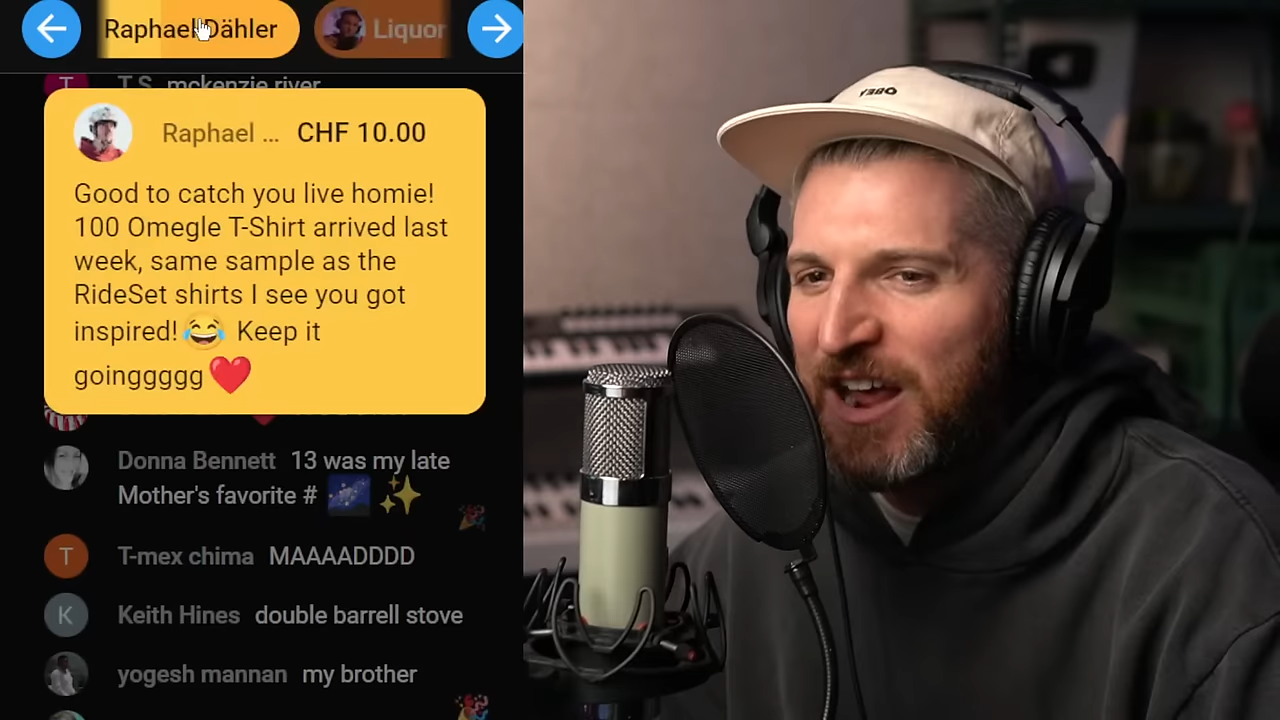 Raphael Dähler
Liquor
T.S. mckenzie river
Raphael ... CHF 10.00
Good to catch you live homie!
100 Omegle T-Shirt arrived last
week, same sample as the
RideSet shirts I see you got
inspired!😂 Keep it
goinggggg❤️
Donna Bennett 13 was my late
Mother's favorite # 🌌 ✨
T T-mex chima MAAAADDDD
K Keith Hines double barrell stove
yogesh mannan my brother
OBEY